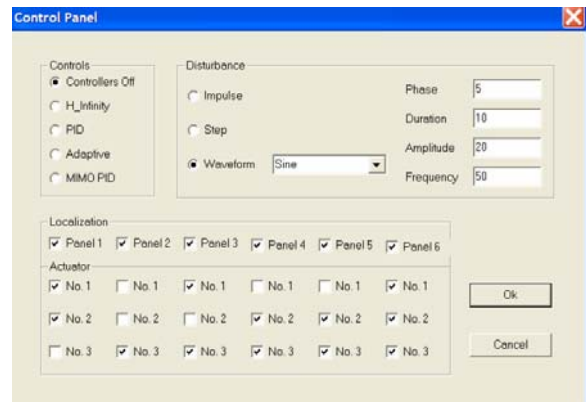 Control Panel
Controls
Controllers Off
H_Infinity
PID
Adaptive
MIMO PID
Disturbance
Impulse
Step
Waveform Sine
Phase 5
Duration 10
Amplitude 20
Frequency 50
Localization
Panel 1 Panel 2 Panel 3 Panel 4 Panel 5 Panel 6
Actuator
No. 1 No. 1 No. 1 No. 1 No. 1 No. 1
No. 2 No. 2 No. 2 No. 2 No. 2 No. 2
No. 3 No. 3 No. 3 No. 3 No. 3 No. 3
Ok
Cancel